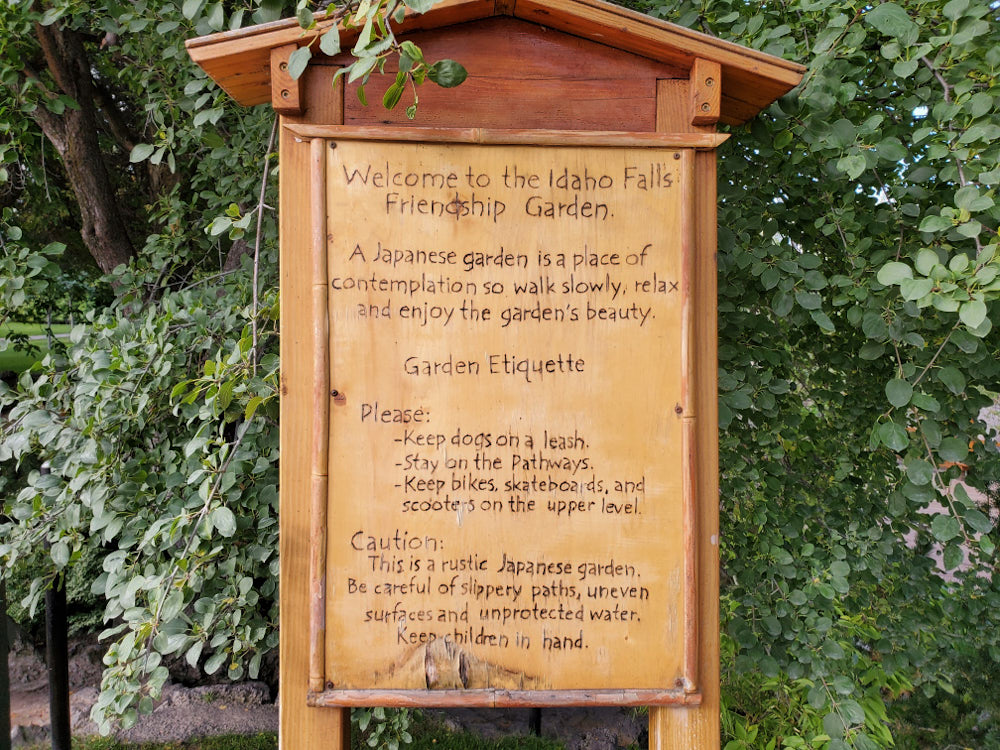 Welcome to the Idaho Falls
Friendship Garden.
A Japanese garden is a place of
contemplation so walk slowly, relax
and enjoy the garden's beauty.
Garden Etiquette
Please:
-Keep dogs on a leash.
-Stay on the Pathways.
-Keep bikes, skateboards, and
scooters on the upper level.
Caution:
This is a rustic Japanese garden.
Be careful of slippery paths, uneven
surfaces and unprotected water.
Keep children in hand.